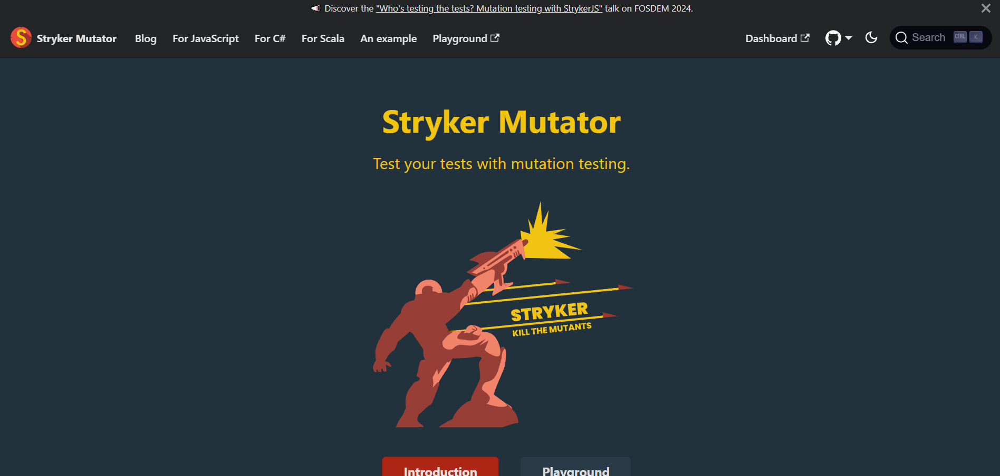 📢 Discover the "Who's testing the tests? Mutation testing with StrykerJS" talk on FOSDEM 2024.
S Stryker Mutator Blog For JavaScript For C# For Scala An example Playground Dashboard Search CTRL K
Stryker Mutator
Test your tests with mutation testing.
STRYKER
KILL THE MUTANTS
Introduction Playground